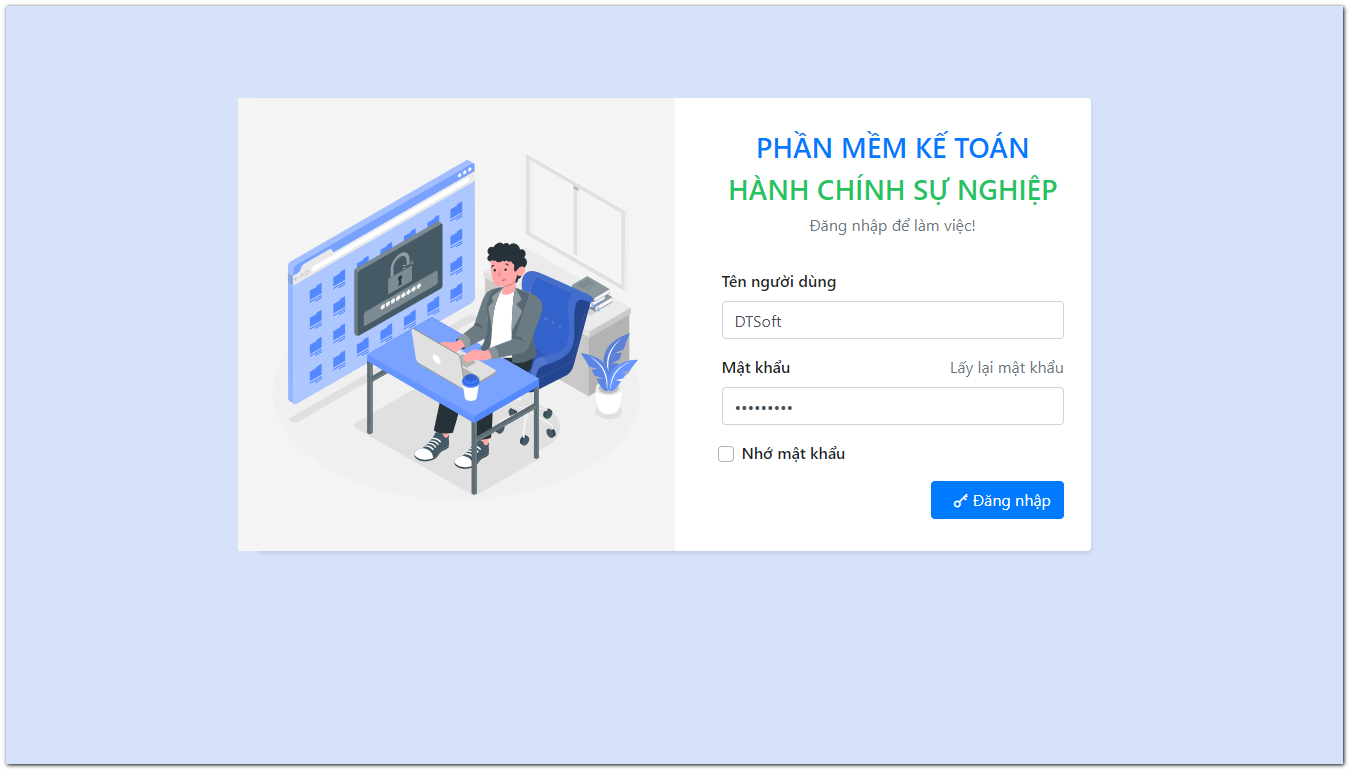 PHẦN MỀM KẾ TOÁN
HÀNH CHÍNH SỰ NGHIỆP
Đăng nhập để làm việc!
Tên người dùng
DTSoft
Mật khẩu
Lấy lại mật khẩu
•••••••••
Nhớ mật khẩu
Đăng nhập